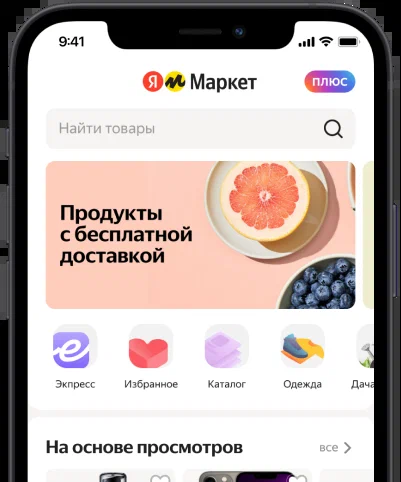 9:41
Я Маркет
плюс
Найти товары
Продукты
с бесплатной
доставкой
Экспресс
Избранное
Каталог
Одежда
Дача
На основе просмотров
все